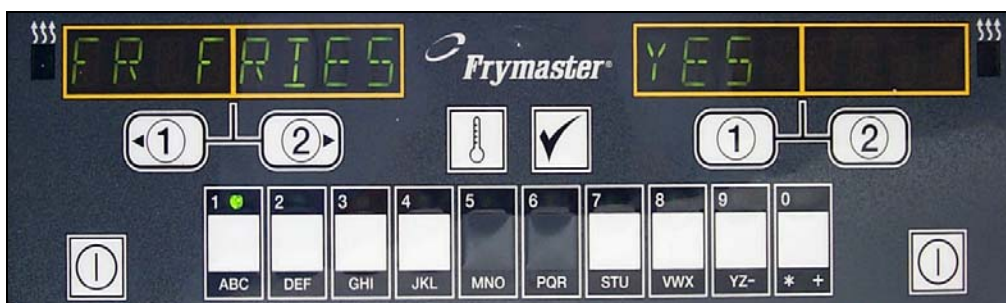 FR FRIES
Frymaster®
YES
1 2
1 2
1 2 3 4 5 6 7 8 9 0
ABC DEF GHI JKL MNO PQR STU VWX YZ- * +